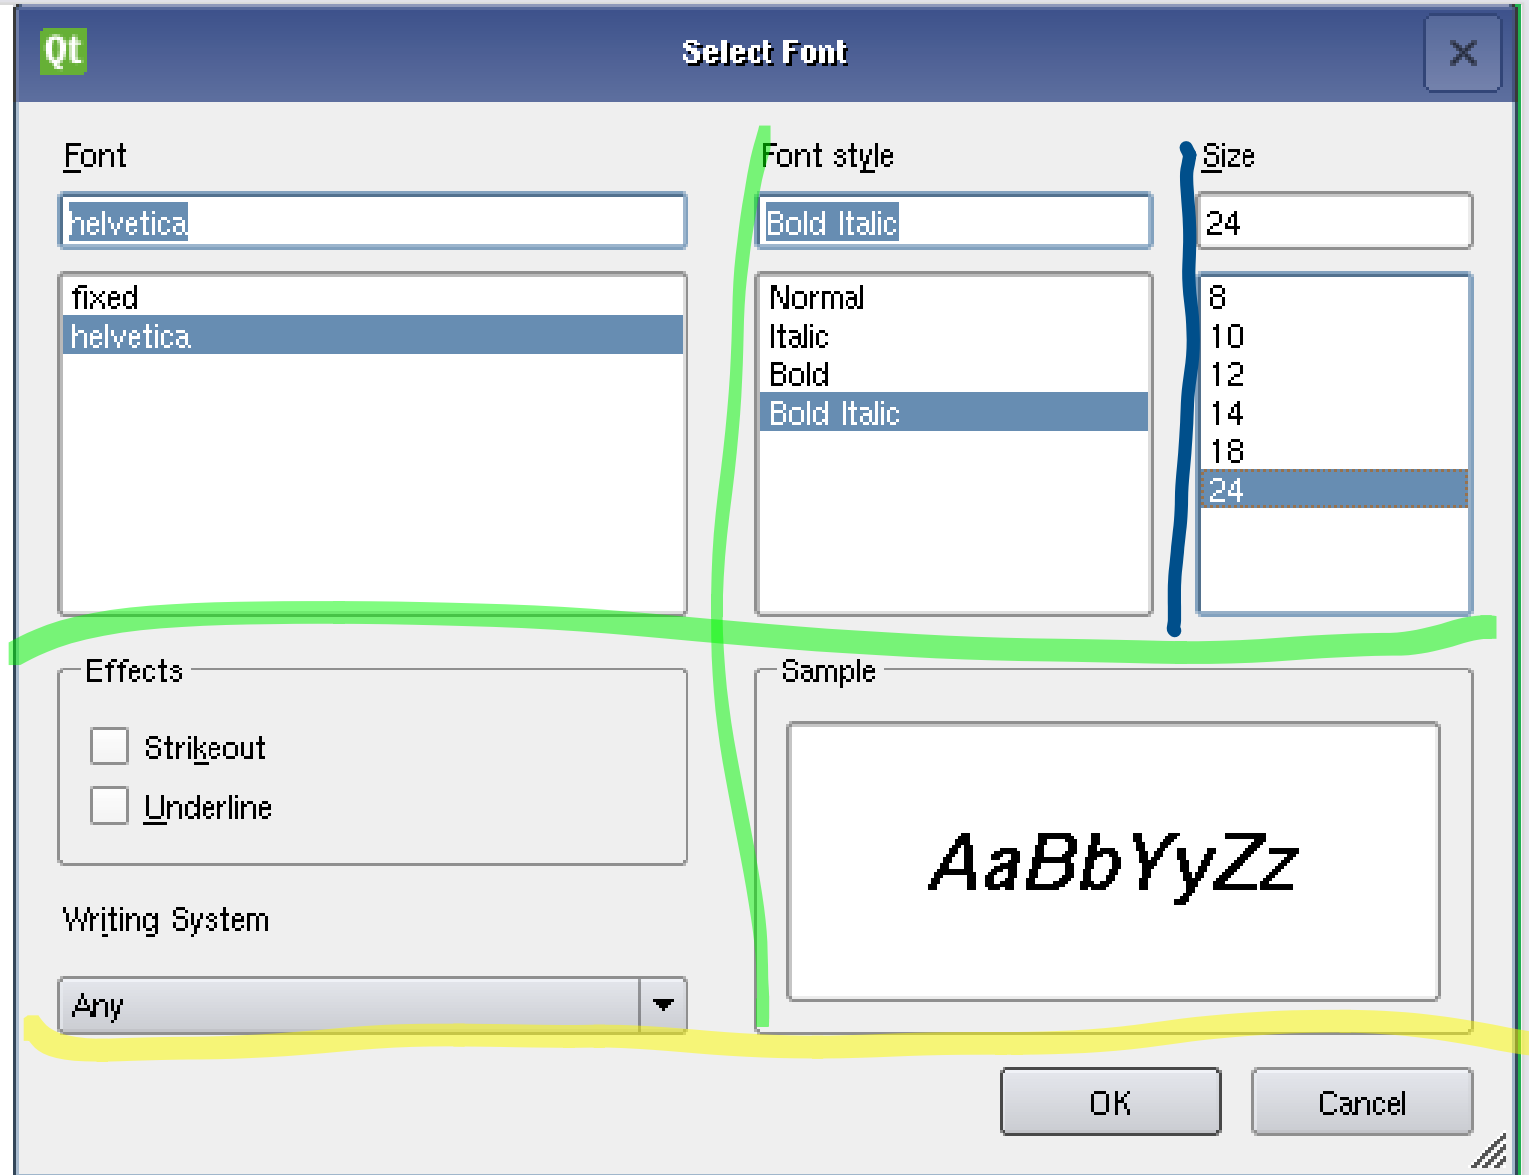 Qt Select Font
Font Font style Size
helvetica Bold Italic 24
fixed Normal 8
helvetica Italic 10
Bold 12
Bold Italic 14
18
24
Effects Sample
Strikeout
Underline
AaBbYyZz
Writing System
Any
OK Cancel